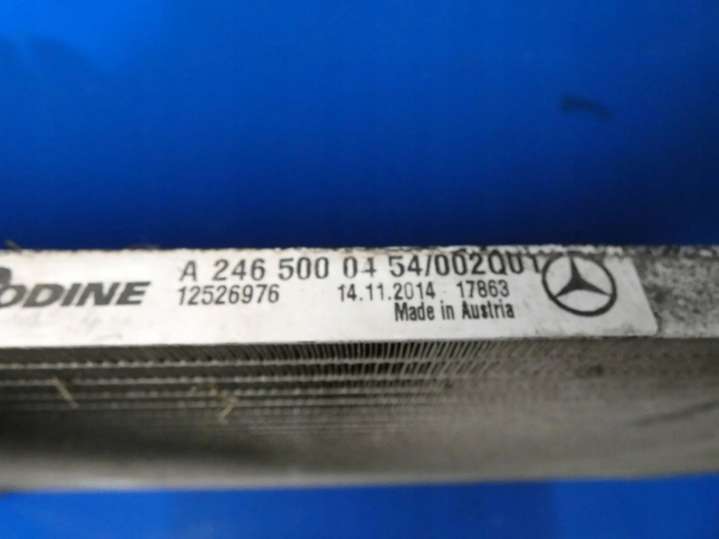 ODINE
A 246 500 04 54/002Q01
12526976 14.11.2014 17863
Made in Austria